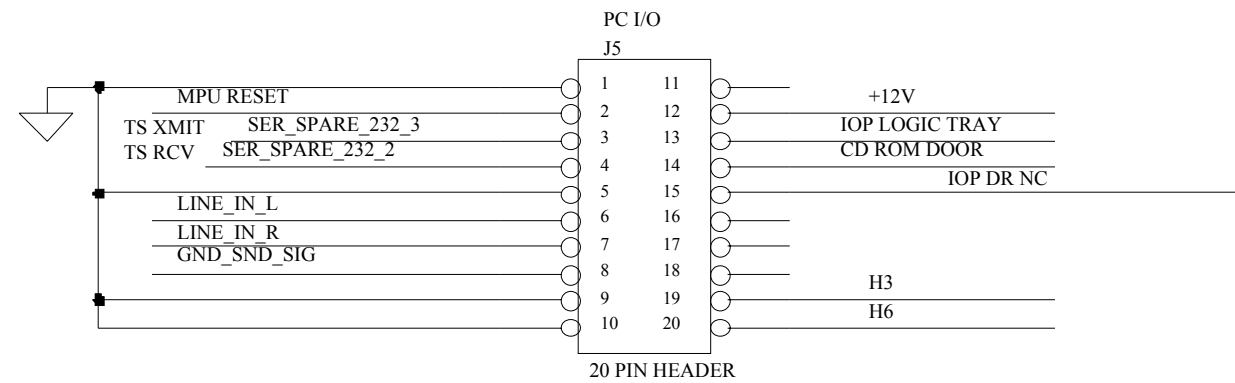 PC I/O
J5
1 11
MPU RESET +12V
2 12
TS XMIT SER_SPARE_232_3 IOP LOGIC TRAY
3 13
TS RCV SER_SPARE_232_2 CD ROM DOOR
4 14
IOP DR NC
5 15
LINE_IN_L
6 16
LINE_IN_R
7 17
GND_SND_SIG
8 18
H3
9 19
H6
10 20
20 PIN HEADER